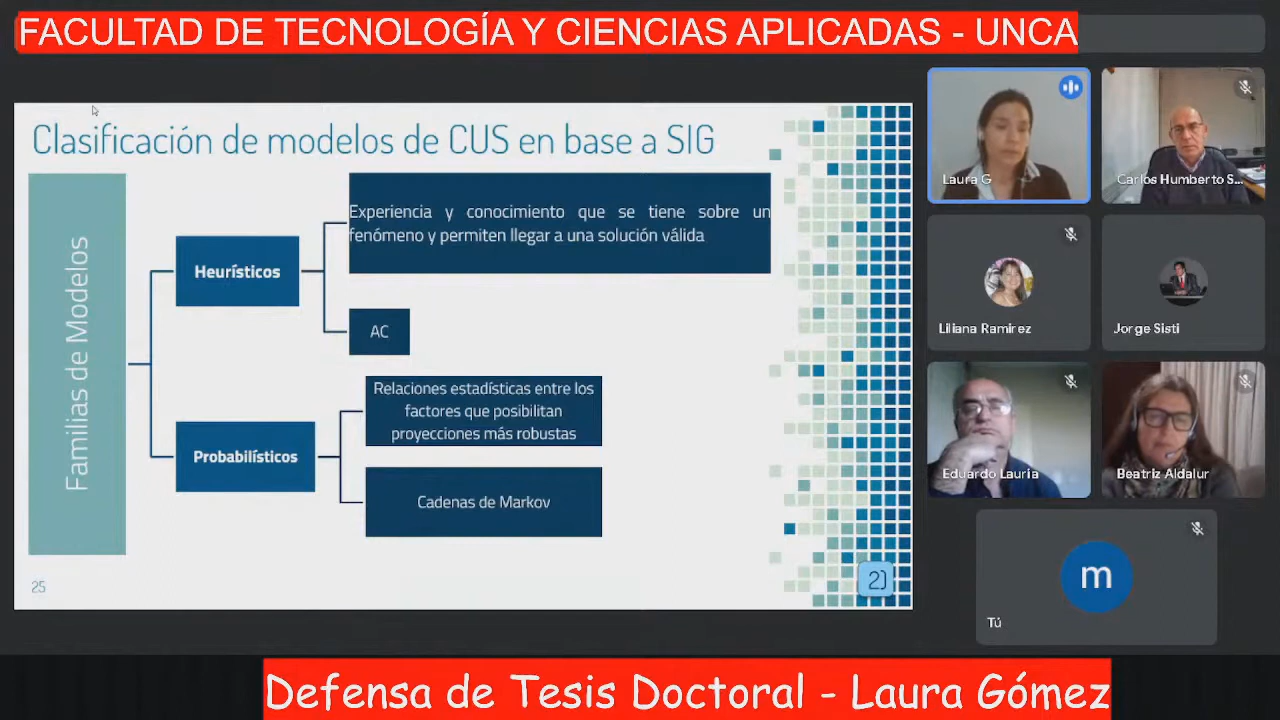 FACULTAD DE TECNOLOGÍA Y CIENCIAS APLICADAS - UNCA
Clasificación de modelos de CUS en base a SIG
Familias de Modelos
Heurísticos
Experiencia y conocimiento que se tiene sobre un
fenómeno y permiten llegar a una solución válida
AC
Probabilísticos
Relaciones estadísticas entre los
factores que posibilitan
proyecciones más robustas
Cadenas de Markov
25
2)
Laura G
Carlos Humberto S...
Liliana Ramirez
Jorge Sisti
Eduardo Lauria
Beatriz Aldalur
m
Tú
Defensa de Tesis Doctoral - Laura Gómez